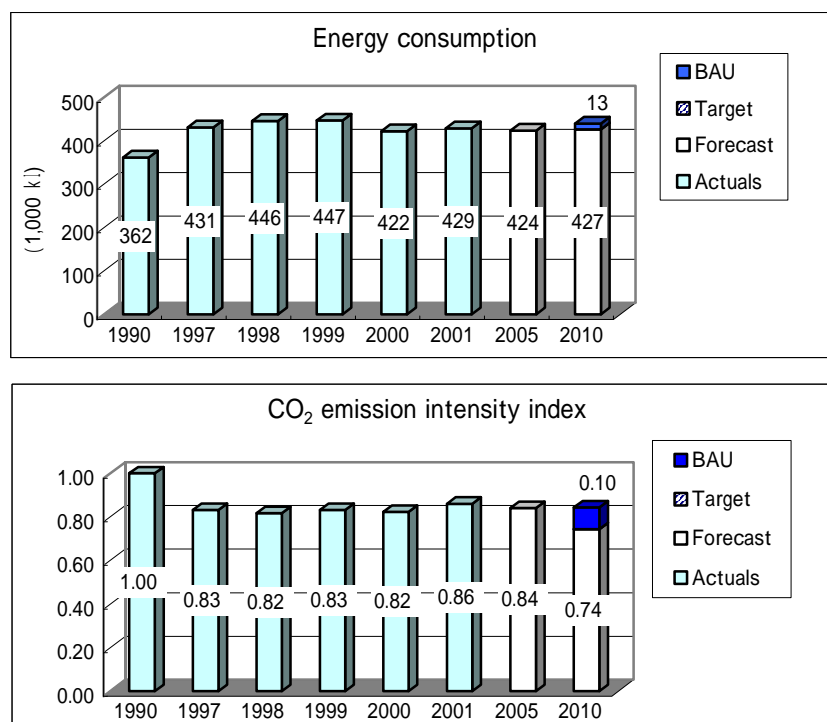 Energy consumption
(1,000 kl)
500
400
300
200
100
0
362
431
446
447
422
429
424
427
13
1990 1997 1998 1999 2000 2001 2005 2010
BAU
Target
Forecast
Actuals
CO₂ emission intensity index
1.00
0.80
0.60
0.40
0.20
0.00
1.00
0.83
0.82
0.83
0.82
0.86
0.84
0.74
0.10
1990 1997 1998 1999 2000 2001 2005 2010
BAU
Target
Forecast
Actuals